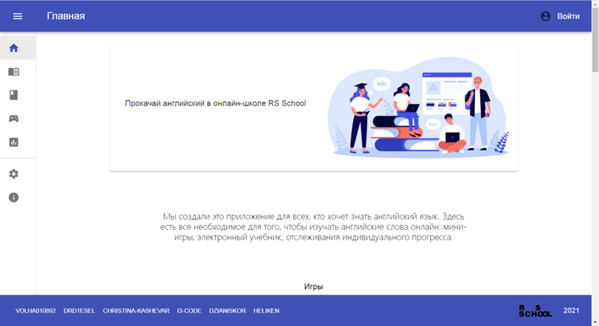 Главная
Войти
Прокачай английский в онлайн-школе RS School
Hello
Мы создали это приложение для всех, кто хочет знать английский язык. Здесь
есть все необходимое для того, чтобы изучать английские слова онлайн: мини-
игры, электронный учебник, отслеживания индивидуального прогресса.
Игры
VOLHA010892 DRD1ESEL CHRISTINA-KASHEVAR I3-CODE DZIANISKOR HELIKEN
R S
SCHOOL
2021